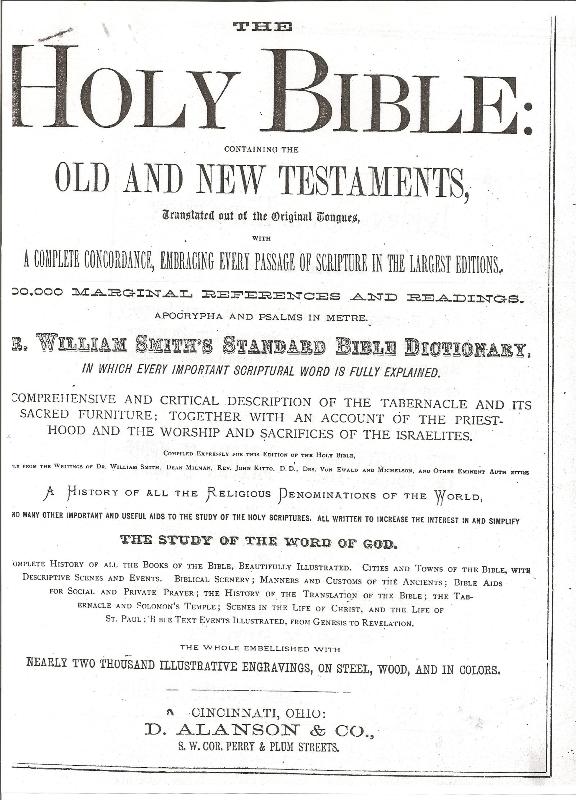 THE
HOLY BIBLE:
CONTAINING THE
OLD AND NEW TESTAMENTS,
Translated out of the Original Tongues,
WITH
A COMPLETE CONCORDANCE, EMBRACING EVERY PASSAGE OF SCRIPTURE IN THE LARGEST EDITIONS,
00,000 MARGINAL REFERENCES AND READINGS.
APOCRYPHA AND PSALMS IN METRE.
R. WILLIAM SMITH'S STANDARD BIBLE DICTIONARY,
IN WHICH EVERY IMPORTANT SCRIPTURAL WORD IS FULLY EXPLAINED.
COMPREHENSIVE AND CRITICAL DESCRIPTION OF THE TABERNACLE AND ITS
SACRED FURNITURE; TOGETHER WITH AN ACCOUNT OF THE PRIEST-
HOOD AND THE WORSHIP AND SACRIFICES OF THE ISRAELITES.
COMPILED EXPRESSLY FOR THIS EDITION OF THE HOLY BIBLE,
FROM THE WRITINGS OF DR. WILLIAM SMITH, DEAN MILMAN, REV. JOHN KITTO, D. D., DRS. VON EWALD AND MICHELSON, AND OTHER EMINENT AUTH RITIES
A HISTORY OF ALL THE RELIGIOUS DENOMINATIONS OF THE WORLD,
ND MANY OTHER IMPORTANT AND USEFUL AIDS TO THE STUDY OF THE HOLY SCRIPTURES. ALL WRITTEN TO INCREASE THE INTEREST IN AND SIMPLIFY
THE STUDY OF THE WORD OF GOD.
OMPLETE HISTORY OF ALL THE BOOKS OF THE BIBLE, BEAUTIFULLY ILLUSTRATED. CITIES AND TOWNS OF THE BIBLE, WITH
DESCRIPTIVE SCENES AND EVENTS. BIBLICAL SCENERY; MANNERS AND CUSTOMS OF THE ANCIENTS; BIBLE AIDS
FOR SOCIAL AND PRIVATE PRAYER; THE HISTORY OF THE TRANSLATION OF THE BIBLE; THE TAB-
ERNACLE AND SOLOMON'S TEMPLE; SCENES IN THE LIFE OF CHRIST, AND THE LIFE OF
ST. PAUL; BIBLE TEXT EVENTS ILLUSTRATED, FROM GENESIS TO REVELATION.
THE WHOLE EMBELLISHED WITH
NEARLY TWO THOUSAND ILLUSTRATIVE ENGRAVINGS, ON STEEL, WOOD, AND IN COLORS.
CINCINNATI, OHIO:
D. ALANSON & CO.,
S. W. COR. PERRY & PLUM STREETS.